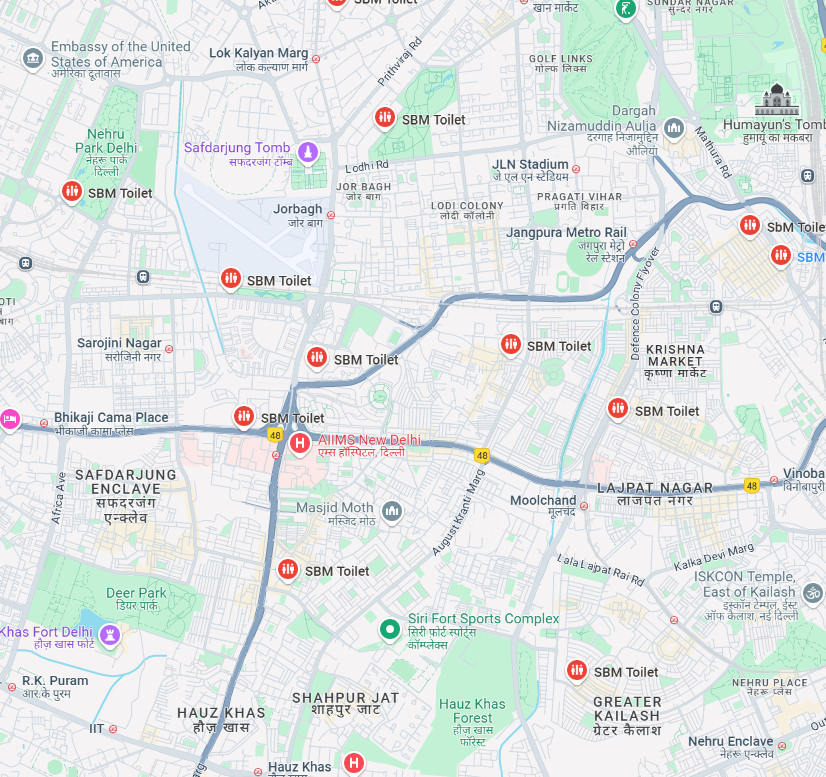 SBM Toilet
खान मार्केट
SUNDAR NAGAR
सुन्दर नगर
Embassy of the United
States of America
अमेरिका दूतावास
Lok Kalyan Marg
लोक कल्याण मार्ग
Prithviraj Rd
GOLF LINKS
गोल्फ लिंक्स
SBM Toilet
Dargah
Nizamuddin Aulia
दरगाह निजामुद्दिन
औलिया
Humayun's Tomb
हुमायूं का मकबरा
Mathura Rd
Nehru
Park Delhi
नेहरू पार्क
दिल्ली
Safdarjung Tomb
सफदरजंग टॉम्ब
Lodhi Rd
JLN Stadium
जे एल एन स्टेडियम
SBM Toilet
JOR BAGH
जोर बाग
Jorbagh
जोर बाग
LODI COLONY
लोदी कॉलोनी
PRAGATI VIHAR
प्रगति विहार
Jangpura Metro Rail
जंगपुरा मेट्रो
रेल स्टेशन
SbM Toilet
SBM
SBM Toilet
Defence Colony Flyover
Sarojini Nagar
सरोजिनी नगर
SBM Toilet
SBM Toilet
KRISHNA
MARKET
कृष्णा मार्केट
Bhikaji Cama Place
भीकाजी कामा प्लेस
SBM Toilet
SBM Toilet
48
AIIMS New Delhi
एम्स हॉस्पिटल, दिल्ली
48
Africa Ave
SAFDARJUNG
ENCLAVE
सफदरजंग
एन्क्लेव
August Kranti Marg
Moolchand
मूलचंद
LAJPAT NAGAR
लाजपत नगर
48
Vinoba
विनोबापुरी
Masjid Moth
मस्जिद मोठ
SBM Toilet
Lala Lajpat Rai Rd
Kalka Devi Marg
ISKCON Temple,
East of Kailash
इस्कॉन टेम्पल, ईस्ट
ऑफ कैलाश, नई दिल्ली
Deer Park
डियर पार्क
Khas Fort Delhi
हौज़ खास फोर्ट
Siri Fort Sports Complex
सिरी फोर्ट स्पोर्ट्स
कॉम्प्लेक्स
R.K. Puram
आर.के पुरम
SBM Toilet
SHAHPUR JAT
शाहपुर जाट
HAUZ KHAS
हौज़ खास
Hauz Khas
Forest
हौज खास
फॉरेस्ट
GREATER
KAILASH
ग्रेटर कैलाश
NEHRU PLACE
नेहरू प्लेस
IIT
Nehru Enclave
नेहरू एन्क्लेव
Hauz Khas
हौज़ खास